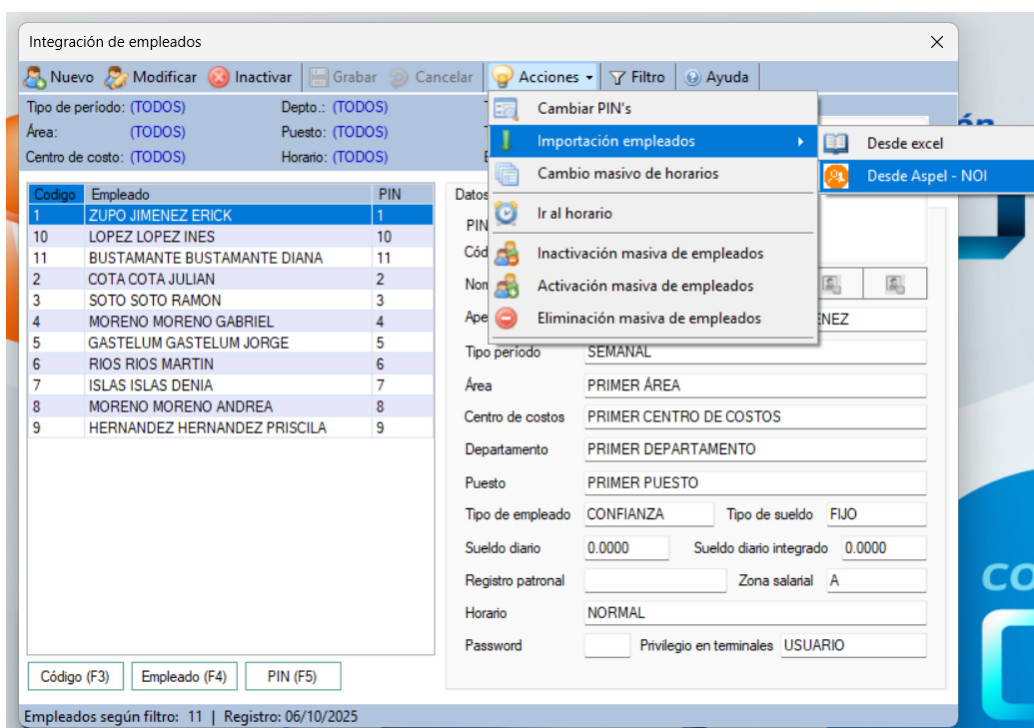 Integración de empleados
Nuevo Modificar Inactivar Grabar Cancelar Acciones Filtro Ayuda
Tipo de período: (TODOS) Depto.: (TODOS)
Área: (TODOS) Puesto: (TODOS)
Centro de costo: (TODOS) Horario: (TODOS)
Cambiar PIN's
Importación empleados
Cambio masivo de horarios
Ir al horario
Inactivación masiva de empleados
Activación masiva de empleados
Eliminación masiva de empleados
Desde excel
Desde Aspel - NOI
Codigo Empleado PIN
1 ZUPO JIMENEZ ERICK 1
10 LOPEZ LOPEZ INES 10
11 BUSTAMANTE BUSTAMANTE DIANA 11
2 COTA COTA JULIAN 2
3 SOTO SOTO RAMON 3
4 MORENO MORENO GABRIEL 4
5 GASTELUM GASTELUM JORGE 5
6 RIOS RIOS MARTIN 6
7 ISLAS ISLAS DENIA 7
8 MORENO MORENO ANDREA 8
9 HERNANDEZ HERNANDEZ PRISCILA 9
Datos
PIN
Tipo período SEMANAL
Área PRIMER ÁREA
Centro de costos PRIMER CENTRO DE COSTOS
Departamento PRIMER DEPARTAMENTO
Puesto PRIMER PUESTO
Tipo de empleado CONFIANZA Tipo de sueldo FIJO
Sueldo diario 0.0000 Sueldo diario integrado 0.0000
Registro patronal Zona salarial A
Horario NORMAL
Password Privilegio en terminales USUARIO
Código (F3) Empleado (F4) PIN (F5)
Empleados según filtro: 11 | Registro: 06/10/2025